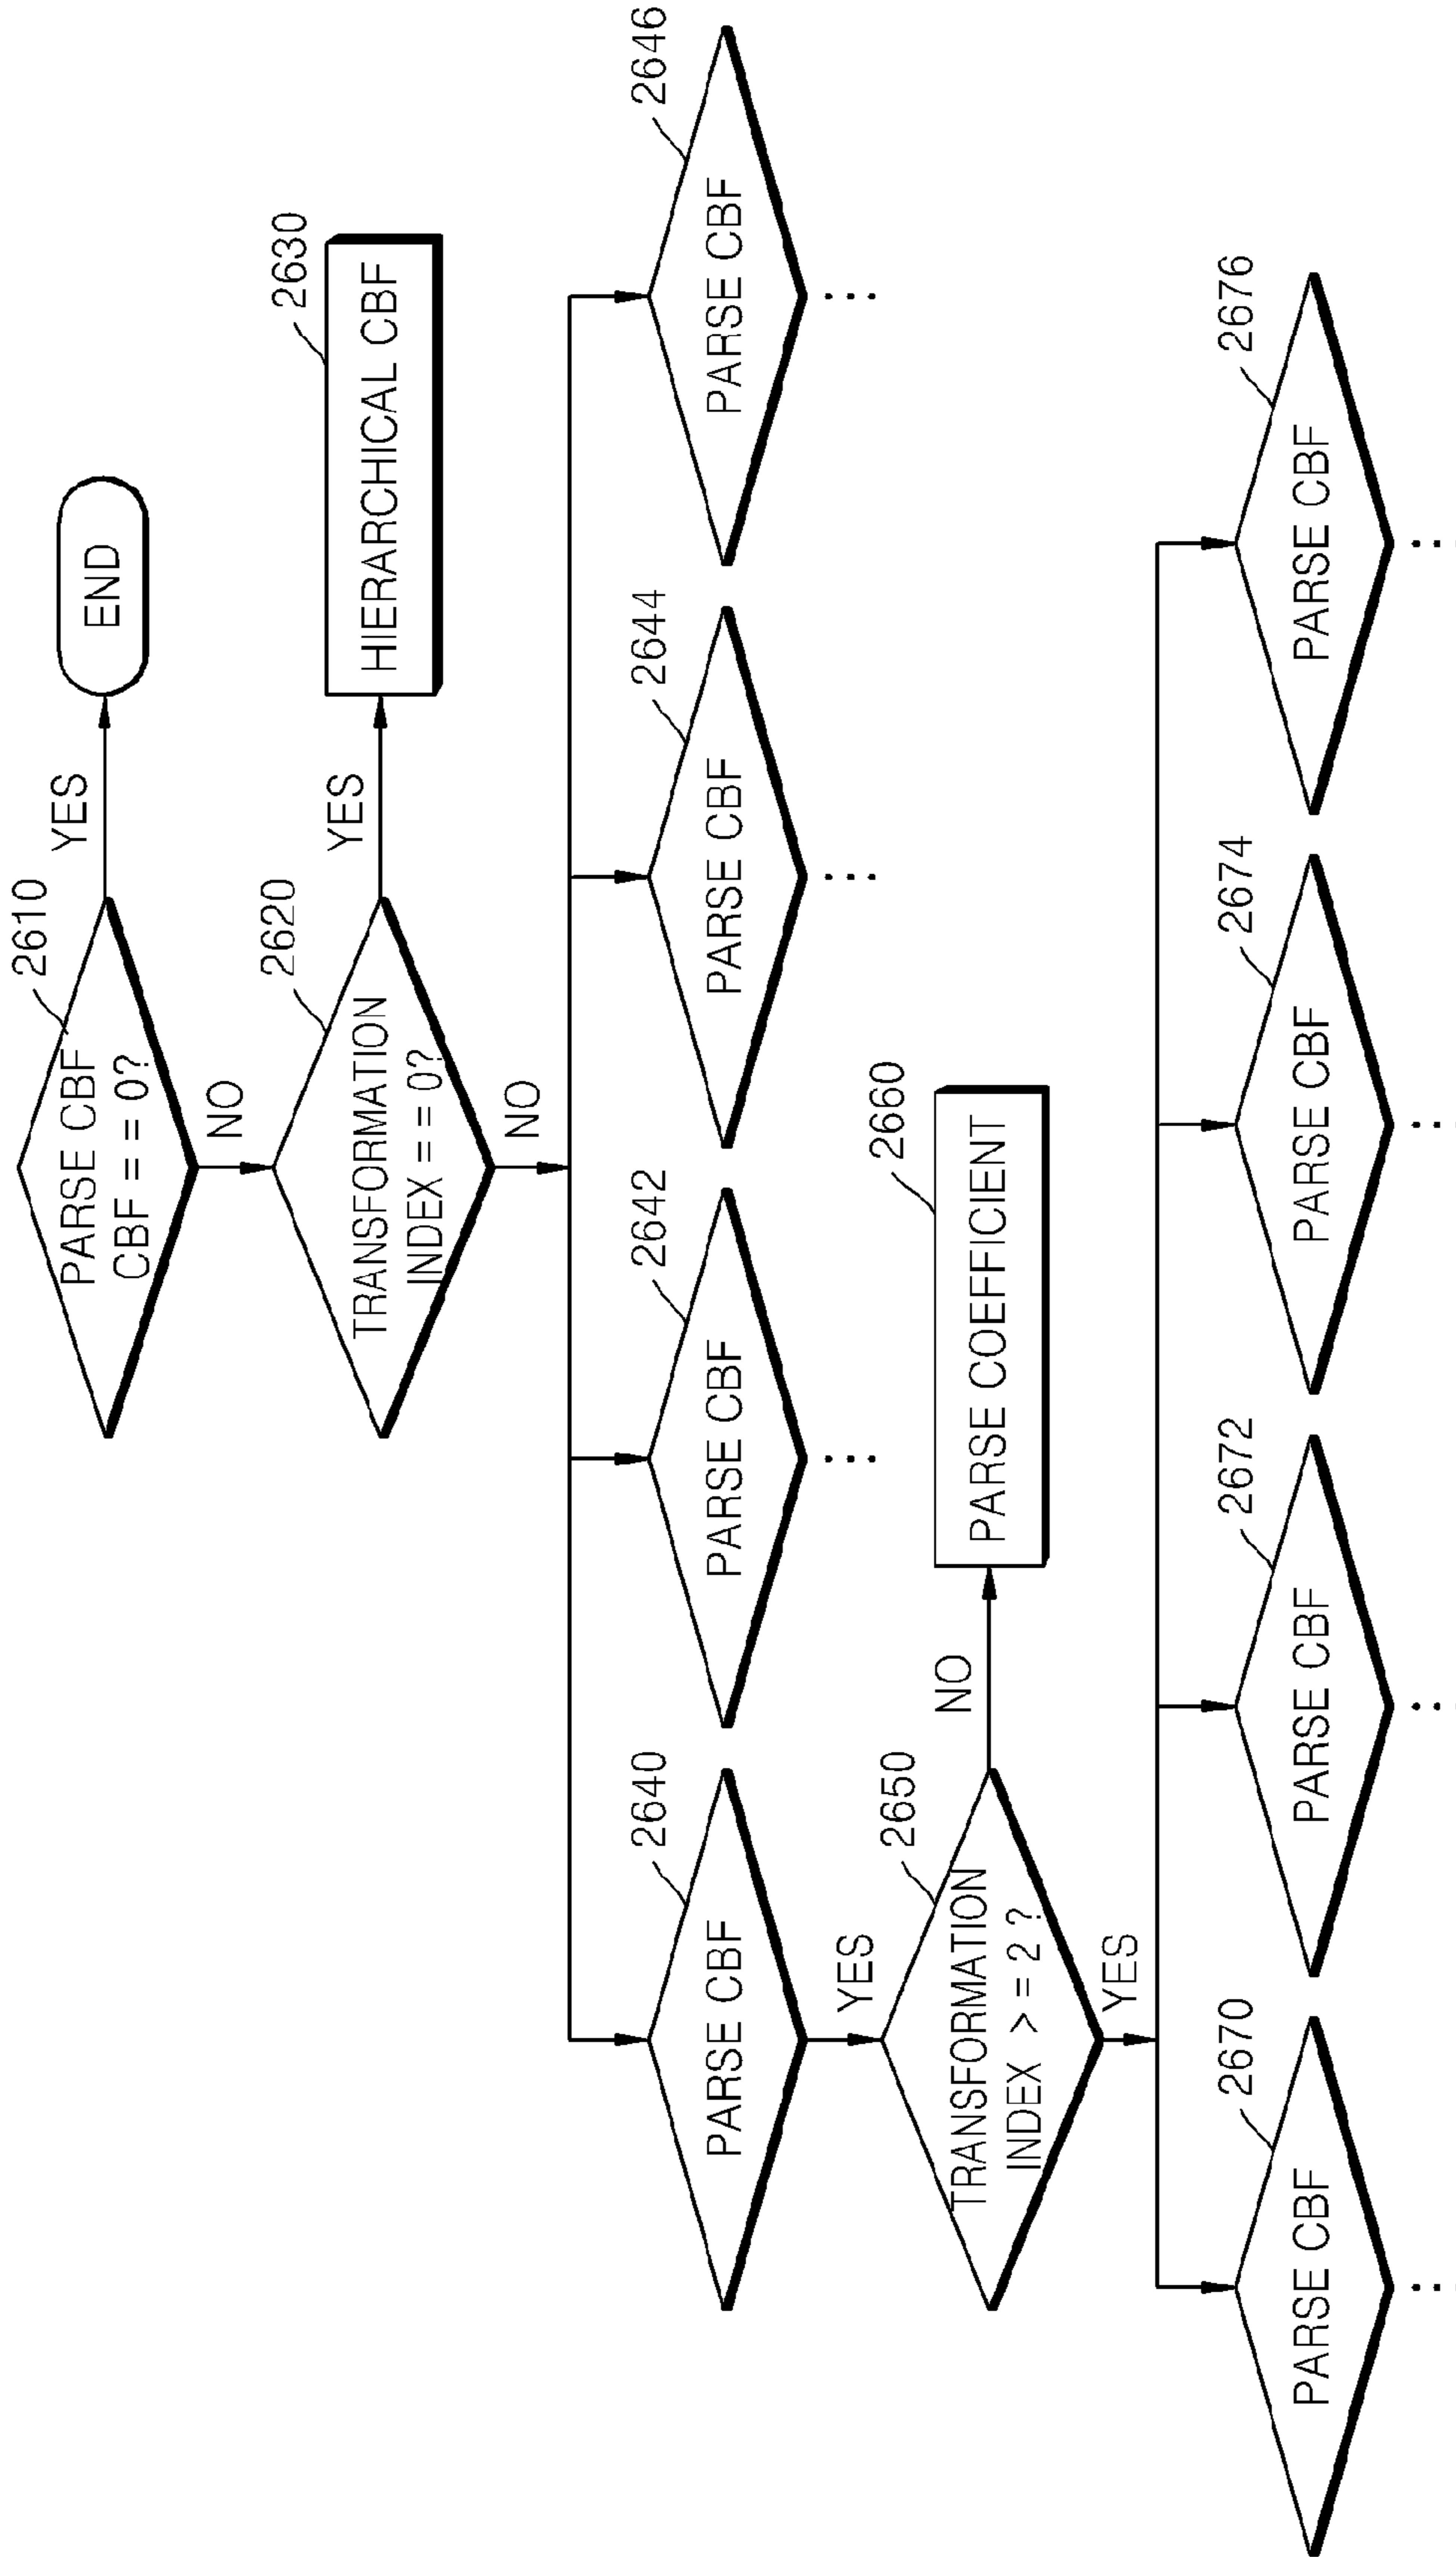 2610
PARSE CBF
CBF = = 0?
YES
END
NO
2620
TRANSFORMATION
INDEX = = 0?
YES
2630
HIERARCHICAL CBF
NO
2640
PARSE CBF
2642
PARSE CBF
...
2644
PARSE CBF
...
2646
PARSE CBF
...
YES
2650
TRANSFORMATION
INDEX > = 2 ?
NO
2660
PARSE COEFFICIENT
YES
2670
PARSE CBF
...
2672
PARSE CBF
...
2674
PARSE CBF
...
2676
PARSE CBF
...